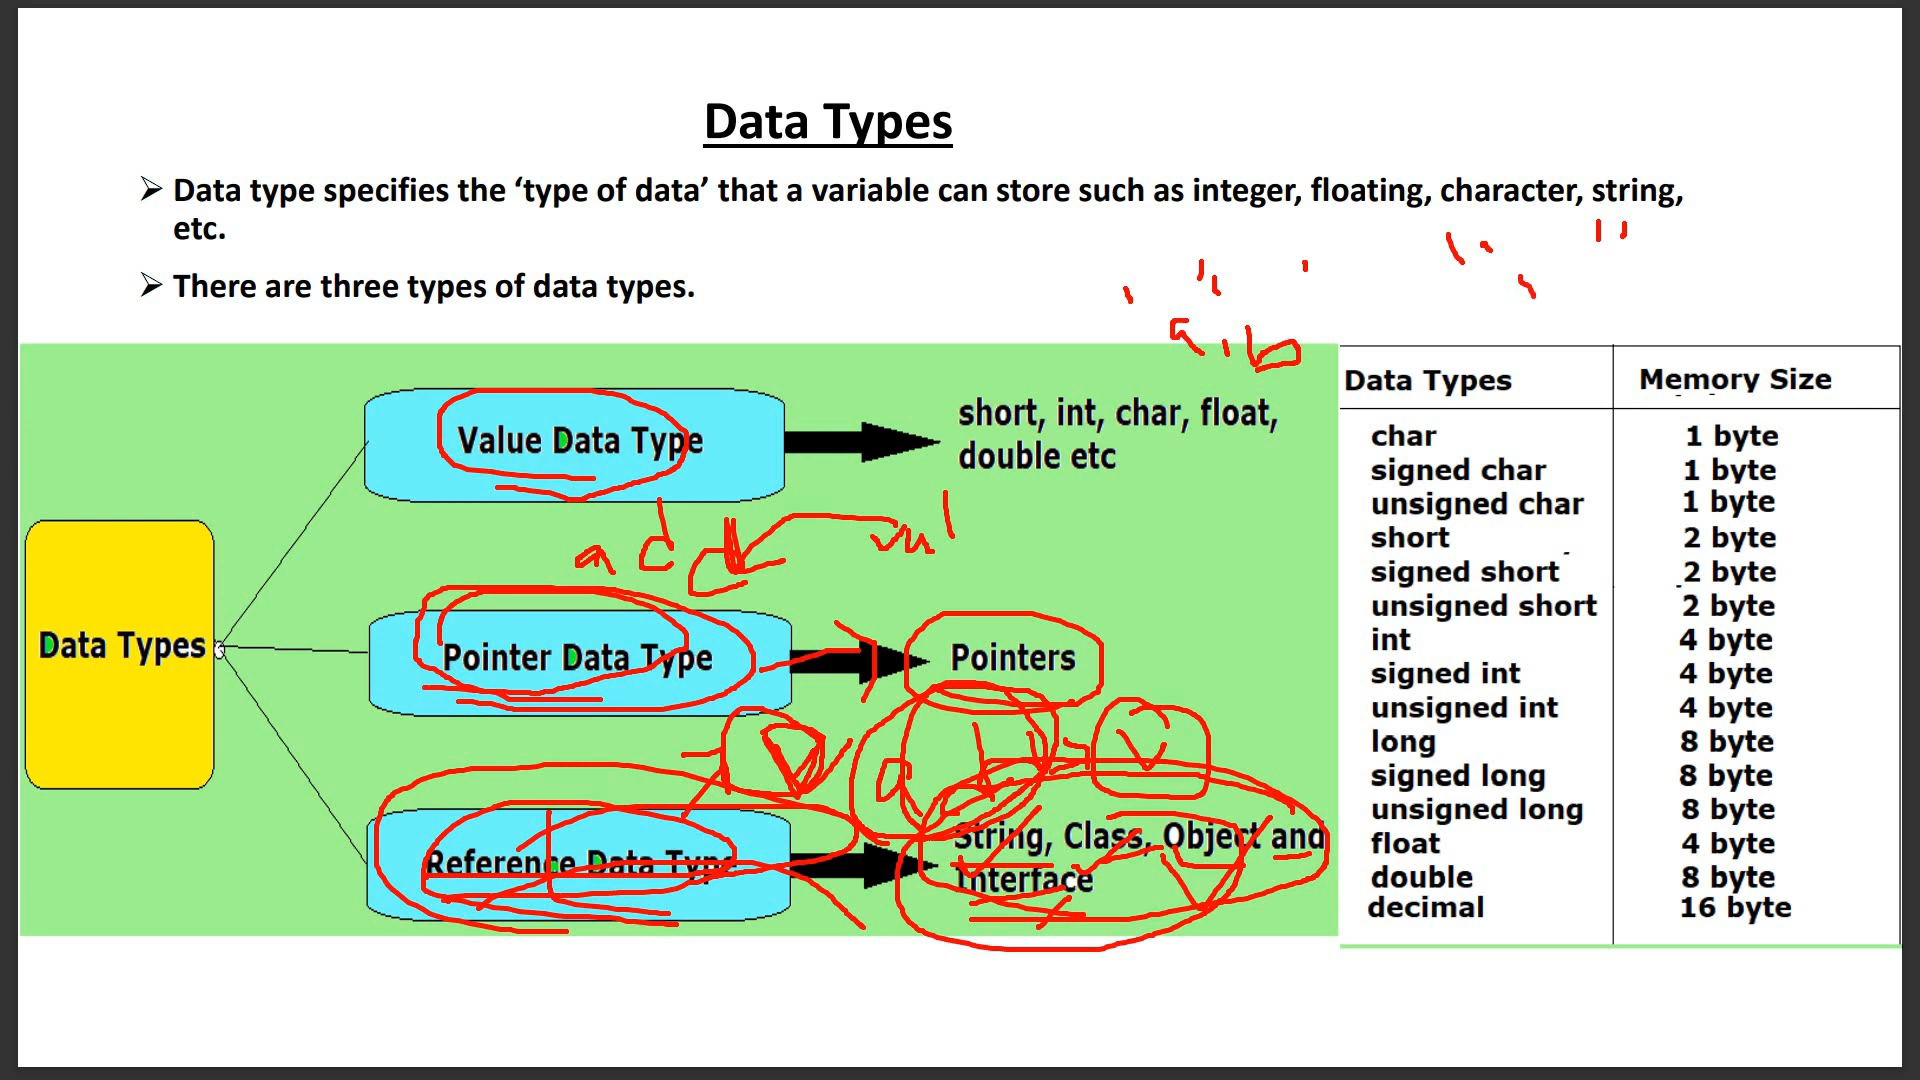 Data Types
➢ Data type specifies the ‘type of data’ that a variable can store such as integer, floating, character, string,
etc.
➢ There are three types of data types.
Data Types
Value Data Type
short, int, char, float,
double etc
Pointer Data Type
Pointers
Reference Data Type
String, Class, Object and
Interface
Data Types Memory Size
char 1 byte
signed char 1 byte
unsigned char 1 byte
short 2 byte
signed short 2 byte
unsigned short 2 byte
int 4 byte
signed int 4 byte
unsigned int 4 byte
long 8 byte
signed long 8 byte
unsigned long 8 byte
float 4 byte
double 8 byte
decimal 16 byte